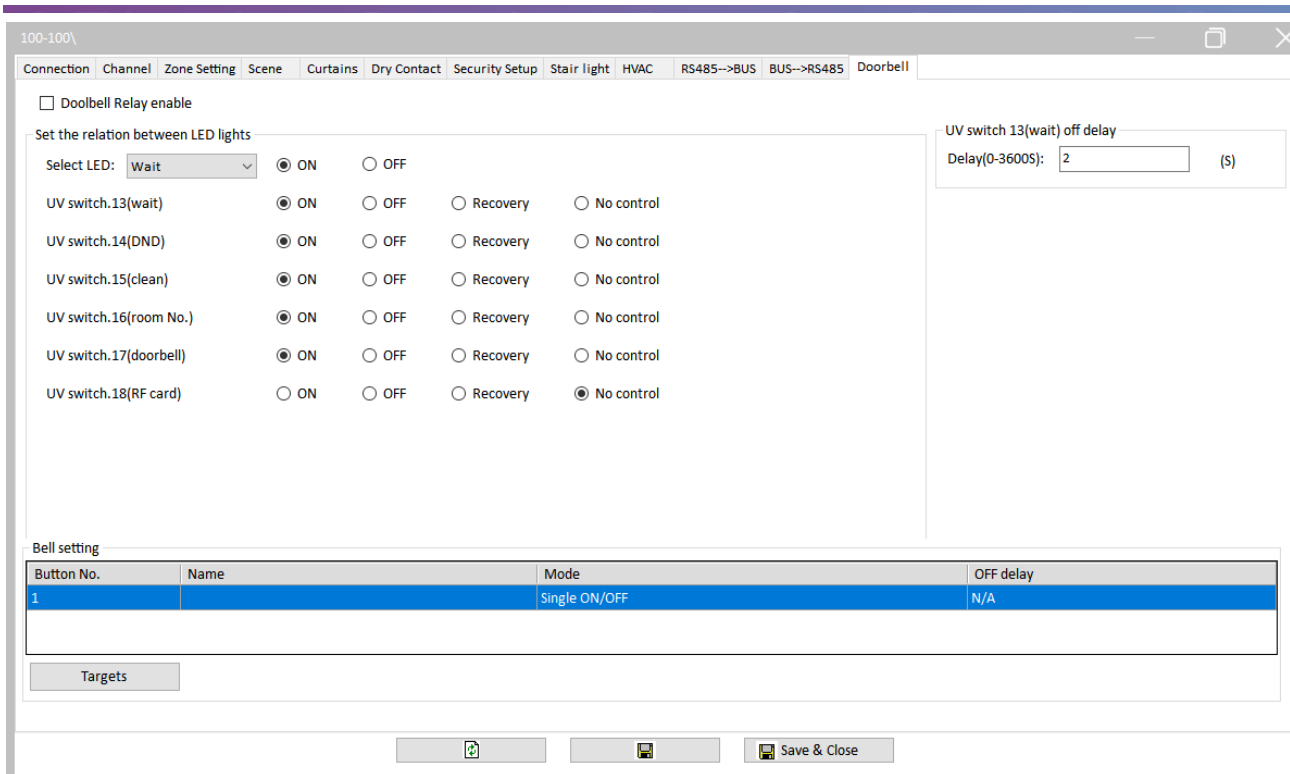 100-100\
Connection Channel Zone Setting Scene Curtains Dry Contact Security Setup Stair light HVAC RS485-->BUS BUS-->RS485 Doorbell
Doolbell Relay enable
Set the relation between LED lights
Select LED: Wait ON OFF
UV switch.13(wait) ON OFF Recovery No control
UV switch.14(DND) ON OFF Recovery No control
UV switch.15(clean) ON OFF Recovery No control
UV switch.16(room No.) ON OFF Recovery No control
UV switch.17(doorbell) ON OFF Recovery No control
UV switch.18(RF card) ON OFF Recovery No control
UV switch 13(wait) off delay
Delay(0-3600S): 2 (S)
Bell setting
Button No. Name Mode OFF delay
1 Single ON/OFF N/A
Targets
Save & Close